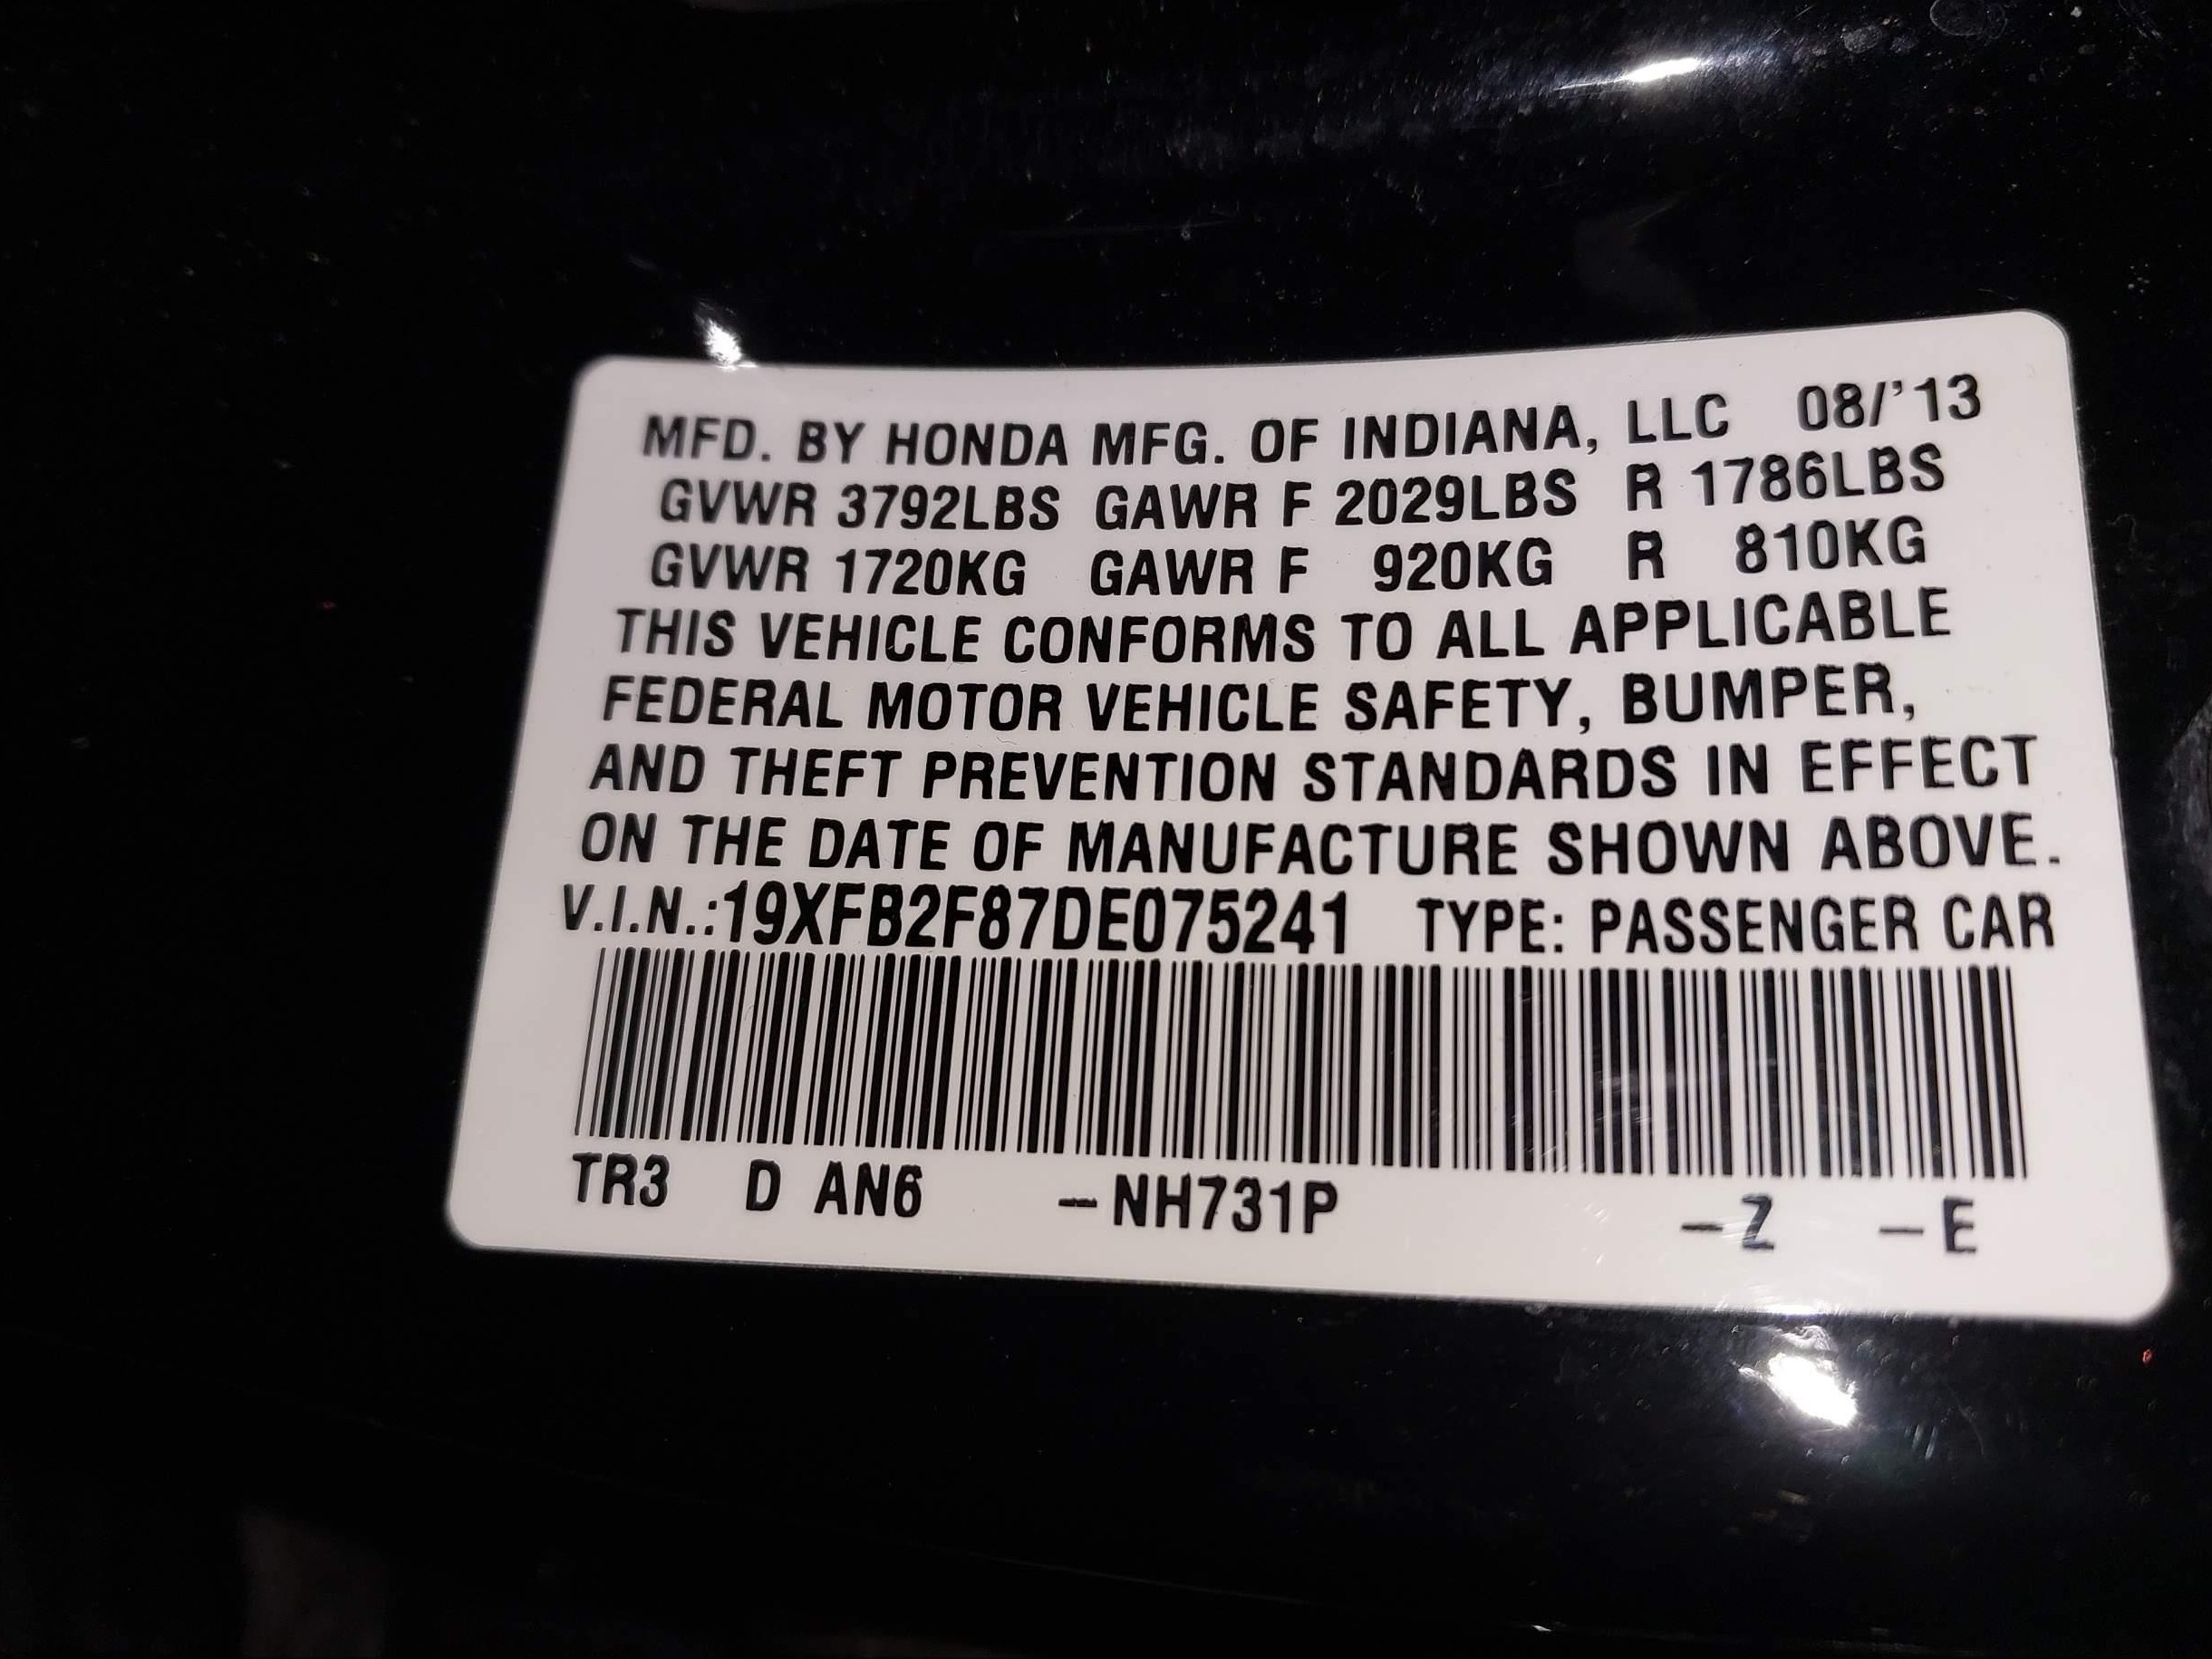 MFD. BY HONDA MFG. OF INDIANA, LLC 08/'13
GVWR 3792LBS GAWR F 2029LBS R 1786LBS
GVWR 1720KG GAWR F 920KG R 810KG
THIS VEHICLE CONFORMS TO ALL APPLICABLE
FEDERAL MOTOR VEHICLE SAFETY, BUMPER,
AND THEFT PREVENTION STANDARDS IN EFFECT
ON THE DATE OF MANUFACTURE SHOWN ABOVE.
V.I.N.:19XFB2F87DE075241 TYPE: PASSENGER CAR
TR3 D AN6 -NH731P -Z -E